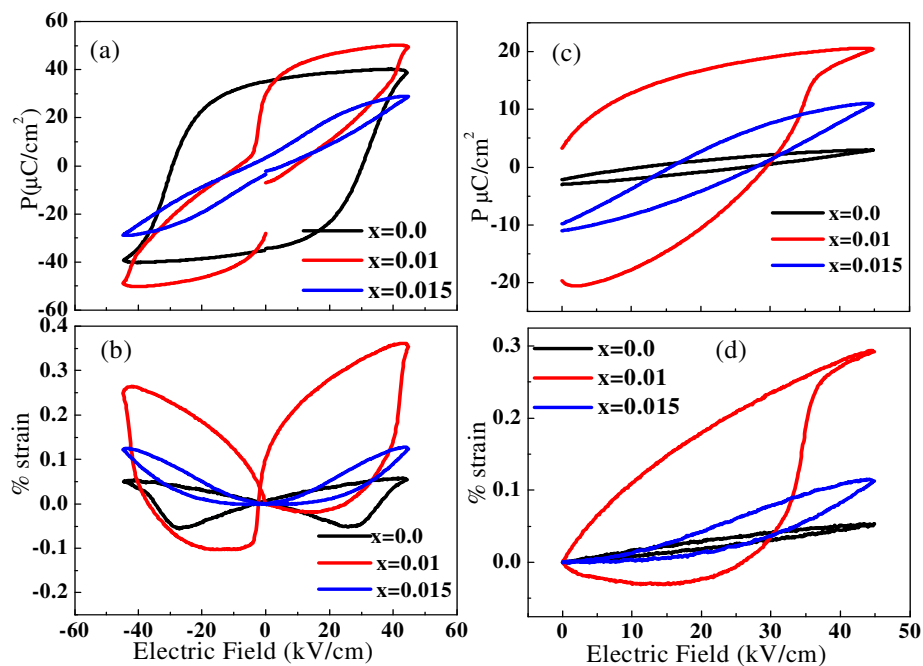 (a)
P(μC/cm²)
60
40
20
0
-20
-40
-60
x=0.0
x=0.01
x=0.015
(c)
P μC/cm²
20
10
0
-10
-20
x=0.0
x=0.01
x=0.015
(b)
% strain
0.4
0.3
0.2
0.1
0.0
-0.1
-0.2
x=0.0
x=0.01
x=0.015
-60 -40 -20 0 20 40 60
Electric Field (kV/cm)
(d)
% strain
0.3
0.2
0.1
0.0
x=0.0
x=0.01
x=0.015
0 10 20 30 40 50
Electric Field (kV/cm)